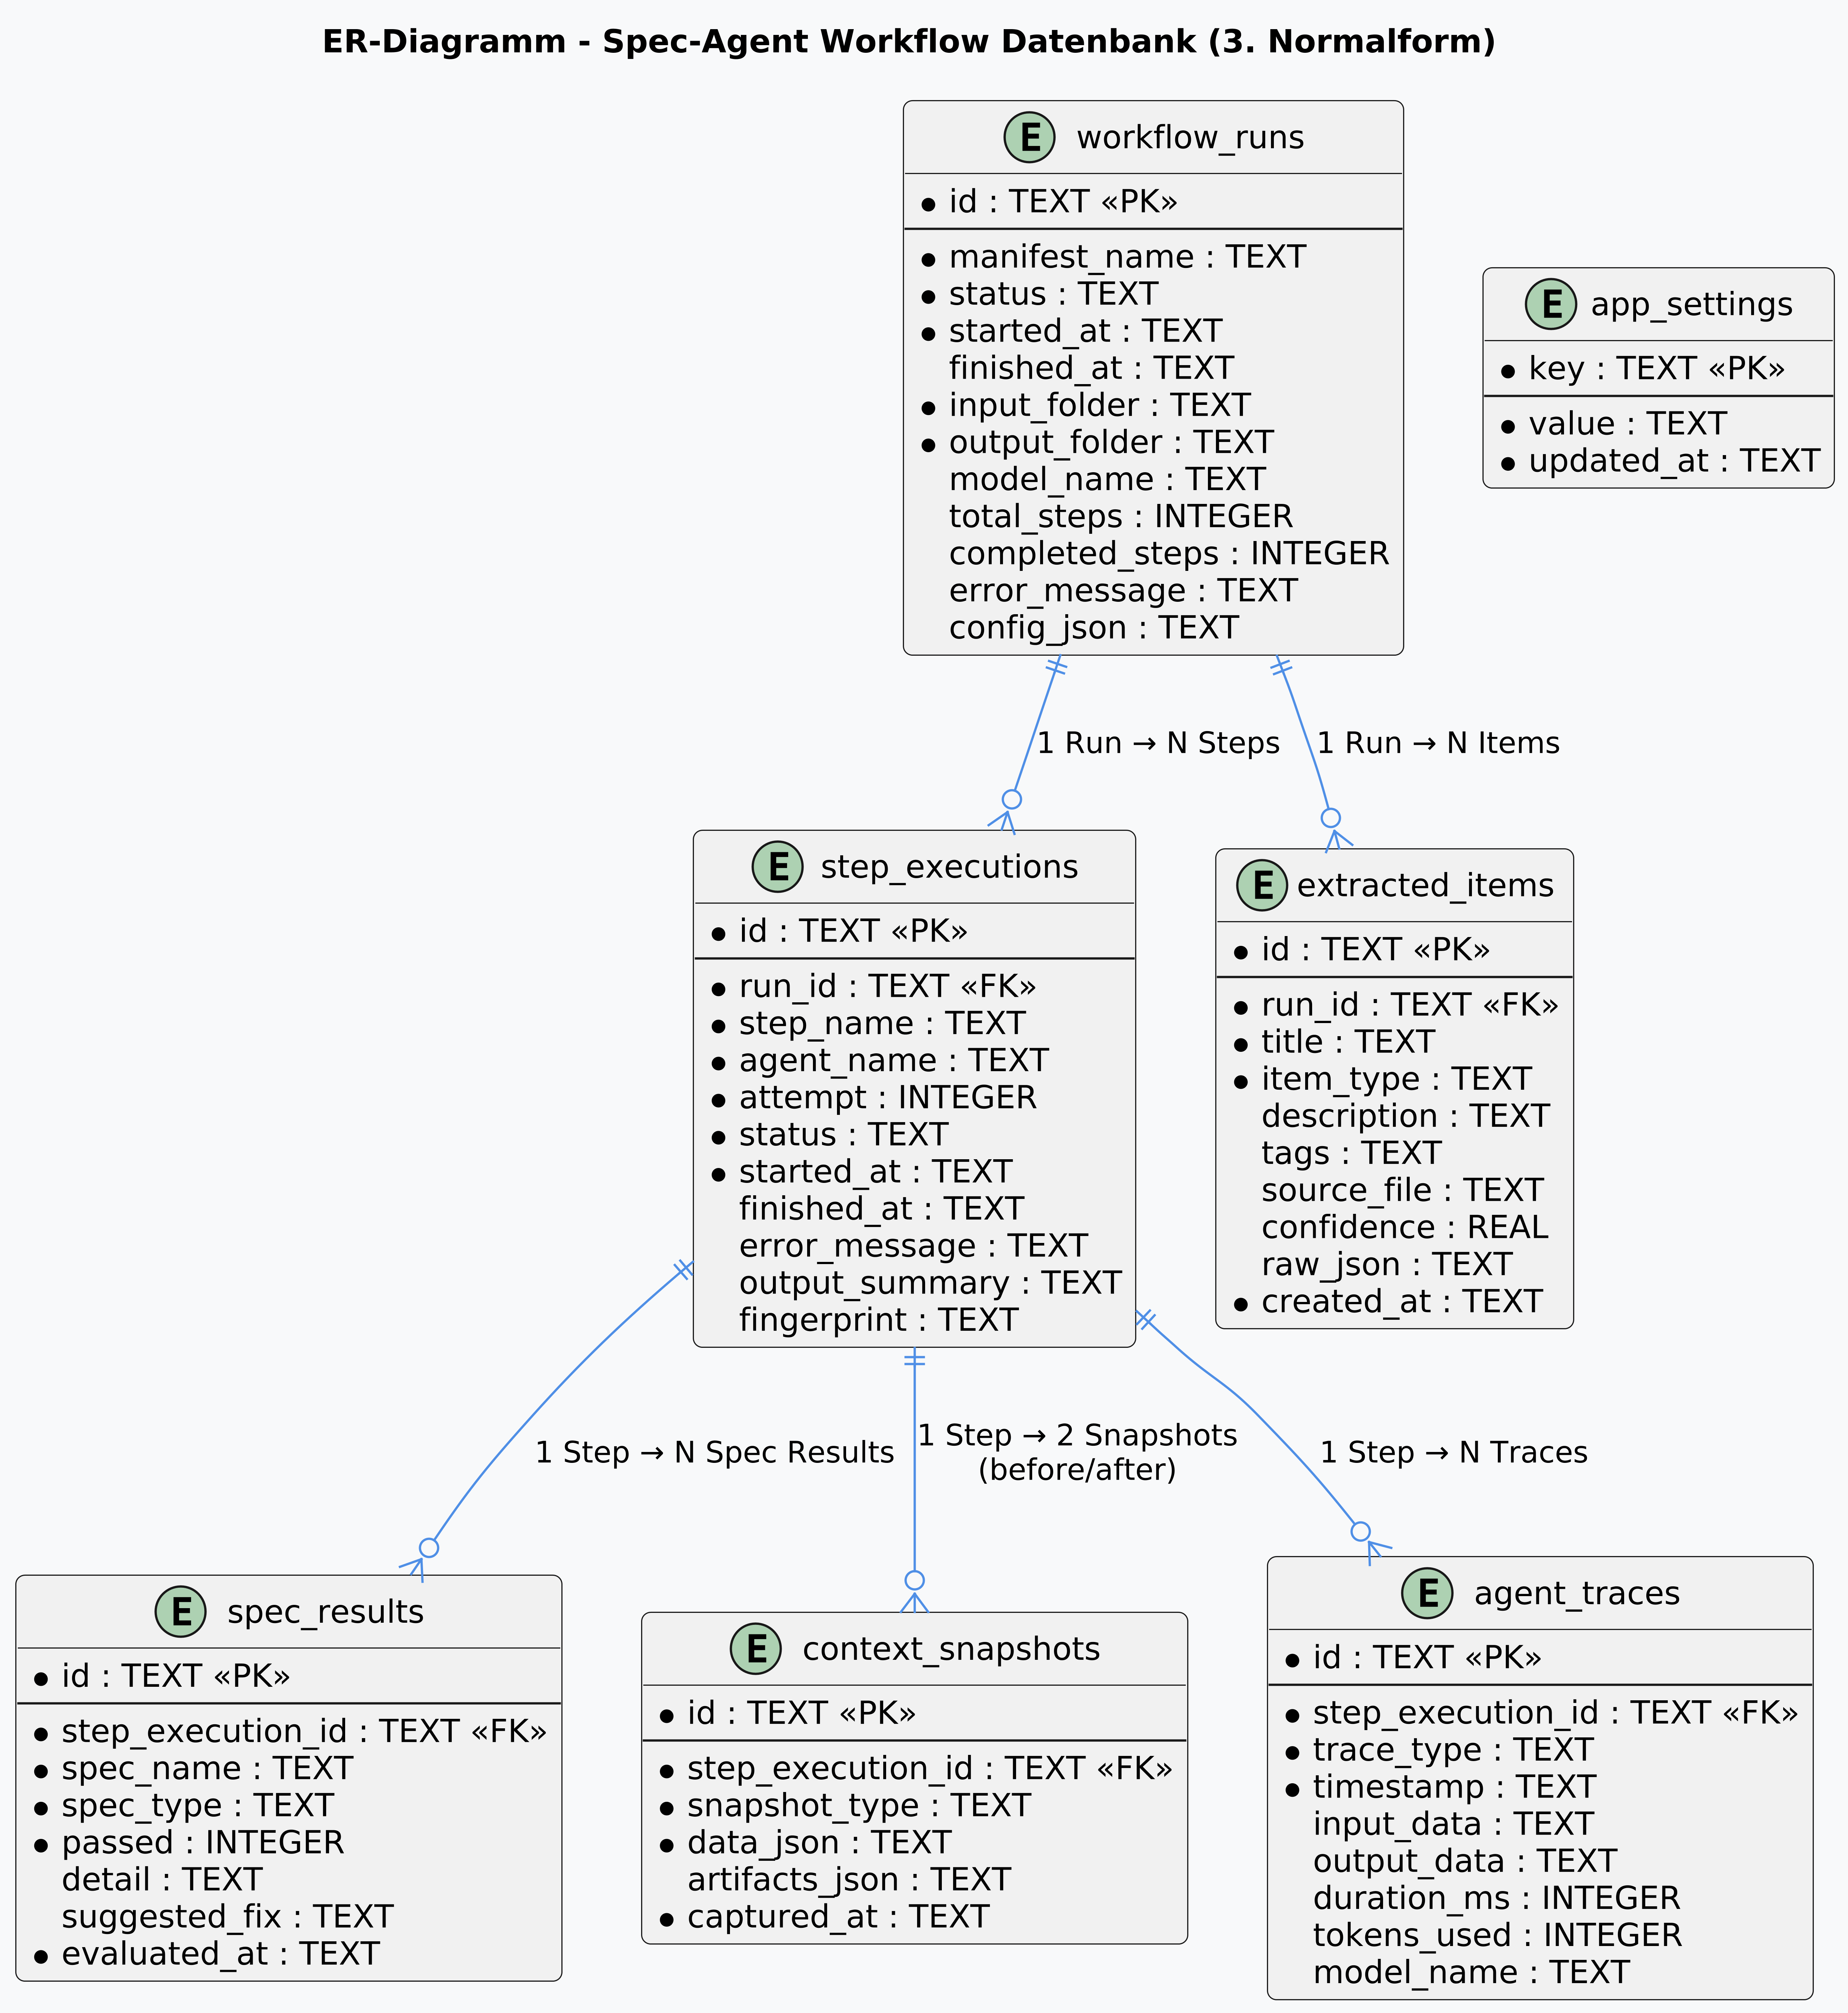 ER-Diagramm - Spec-Agent Workflow Datenbank (3. Normalform)
E workflow_runs
id : TEXT «PK»
manifest_name : TEXT
status : TEXT
started_at : TEXT
finished_at : TEXT
input_folder : TEXT
output_folder : TEXT
model_name : TEXT
total_steps : INTEGER
completed_steps : INTEGER
error_message : TEXT
config_json : TEXT
E app_settings
key : TEXT «PK»
value : TEXT
updated_at : TEXT
1 Run → N Steps
1 Run → N Items
E step_executions
id : TEXT «PK»
run_id : TEXT «FK»
step_name : TEXT
agent_name : TEXT
attempt : INTEGER
status : TEXT
started_at : TEXT
finished_at : TEXT
error_message : TEXT
output_summary : TEXT
fingerprint : TEXT
E extracted_items
id : TEXT «PK»
run_id : TEXT «FK»
title : TEXT
item_type : TEXT
description : TEXT
tags : TEXT
source_file : TEXT
confidence : REAL
raw_json : TEXT
created_at : TEXT
1 Step → N Spec Results
1 Step → 2 Snapshots
(before/after)
1 Step → N Traces
E spec_results
id : TEXT «PK»
step_execution_id : TEXT «FK»
spec_name : TEXT
spec_type : TEXT
passed : INTEGER
detail : TEXT
suggested_fix : TEXT
evaluated_at : TEXT
E context_snapshots
id : TEXT «PK»
step_execution_id : TEXT «FK»
snapshot_type : TEXT
data_json : TEXT
artifacts_json : TEXT
captured_at : TEXT
E agent_traces
id : TEXT «PK»
step_execution_id : TEXT «FK»
trace_type : TEXT
timestamp : TEXT
input_data : TEXT
output_data : TEXT
duration_ms : INTEGER
tokens_used : INTEGER
model_name : TEXT